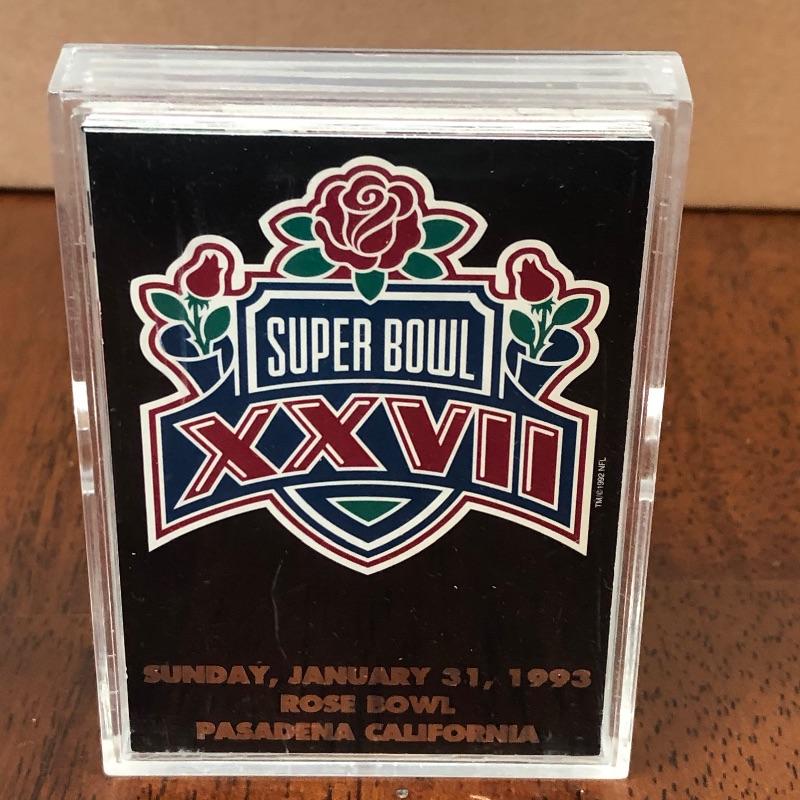 SUPER BOWL
XXVII
TM/©1992 NFL
SUNDAY, JANUARY 31, 1993
ROSE BOWL
PASADENA CALIFORNIA